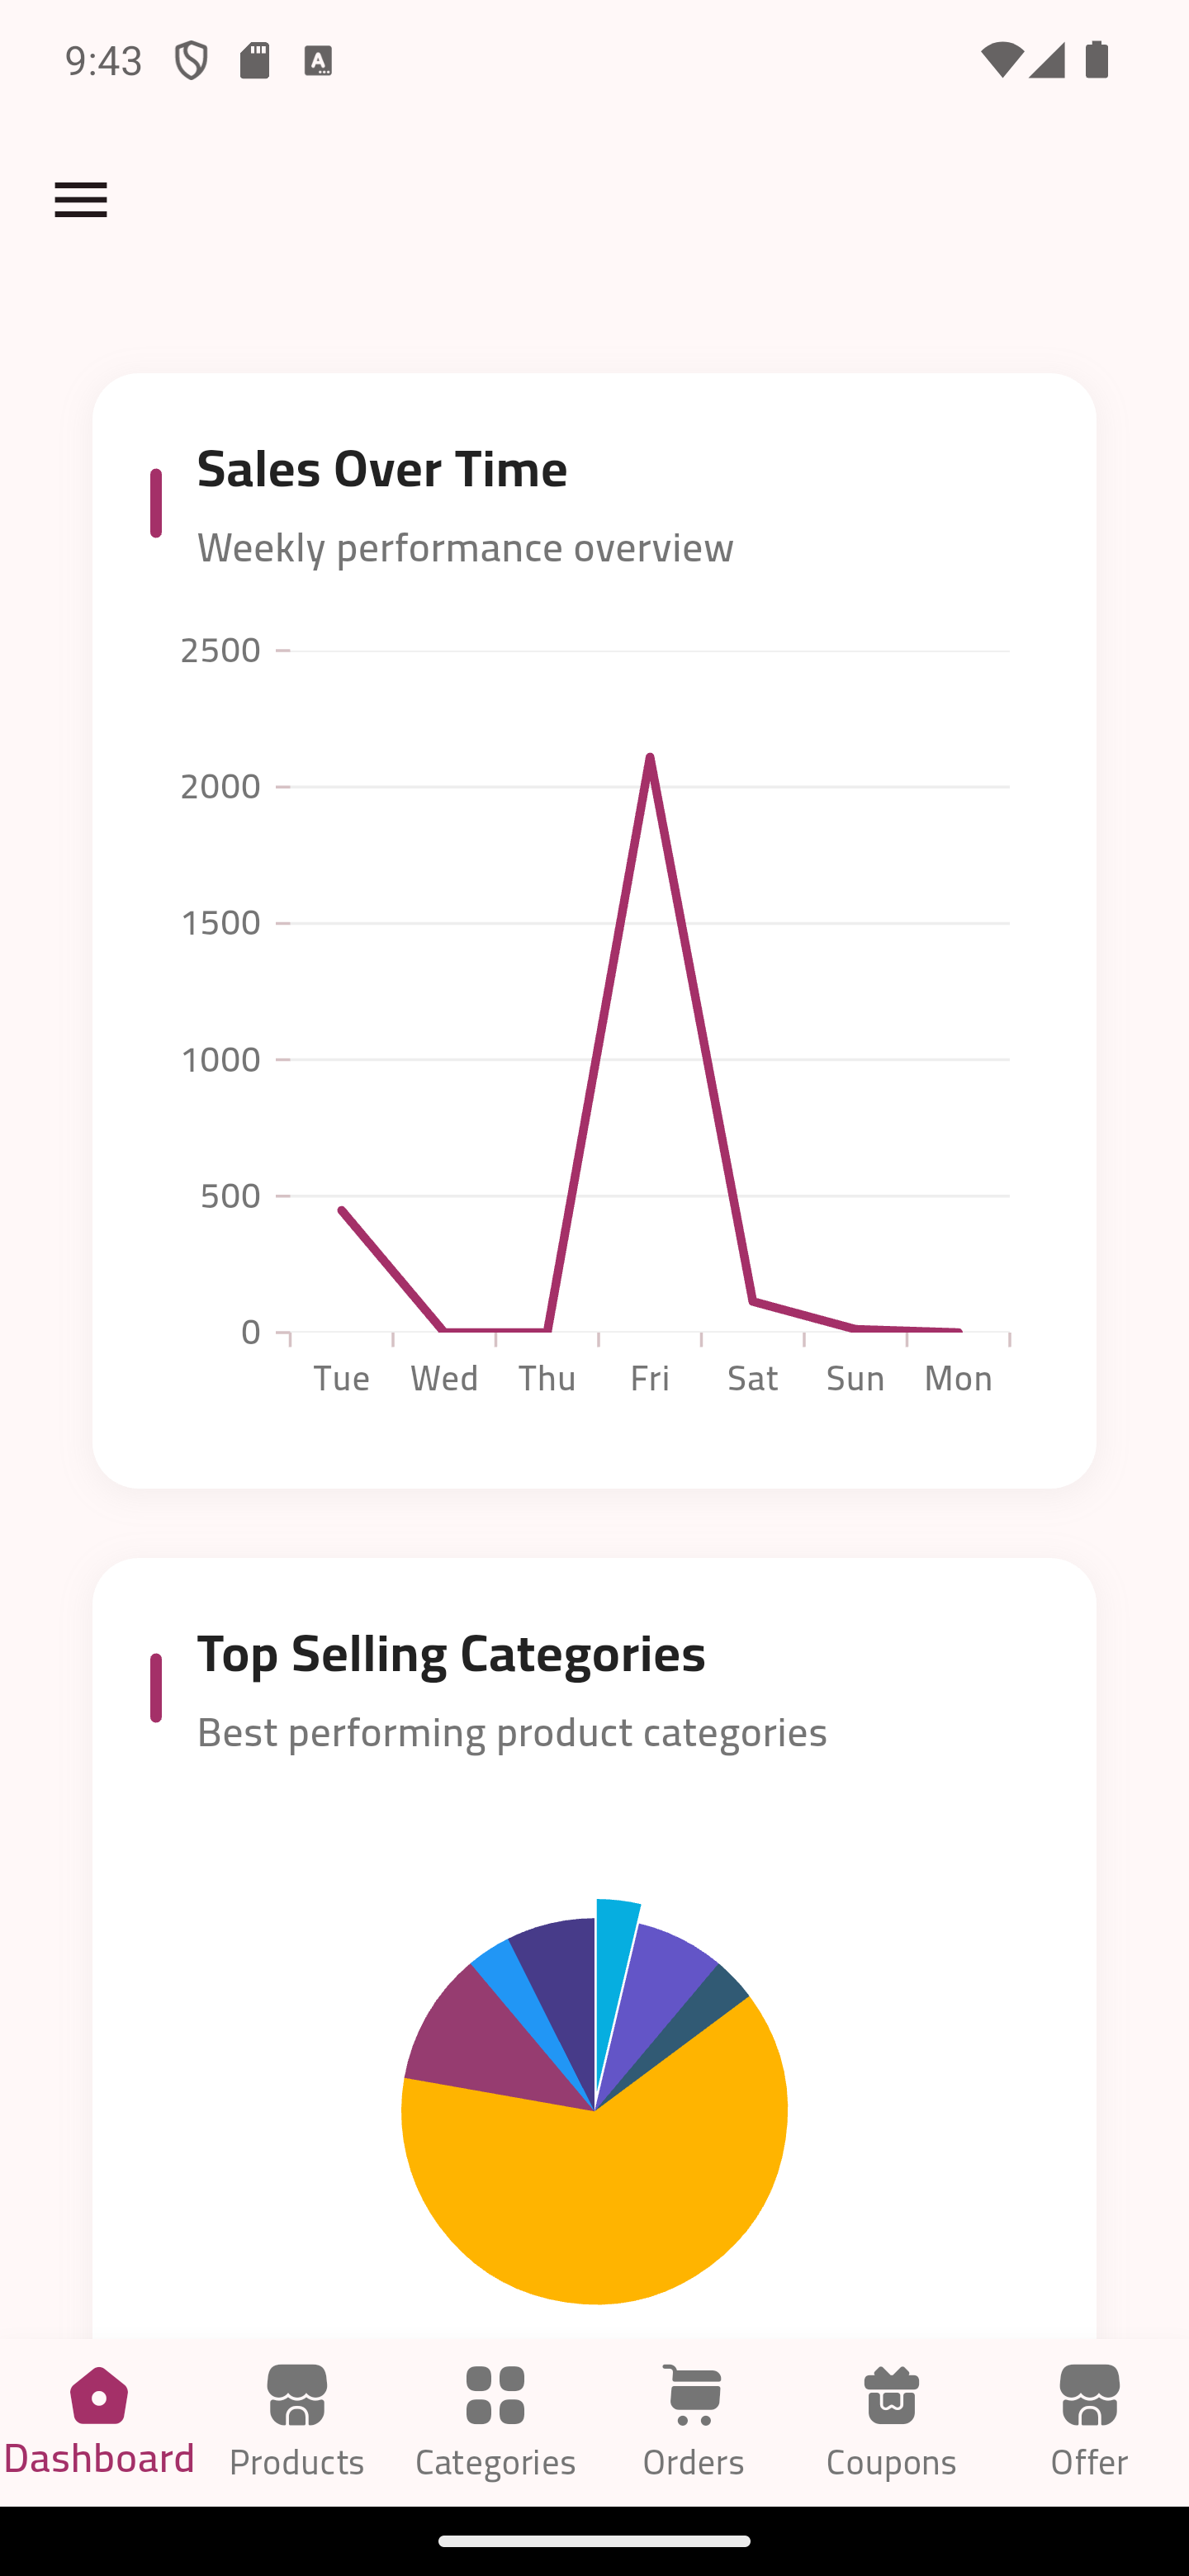 9:43
Sales Over Time
Weekly performance overview
2500
2000
1500
1000
500
0
Tue Wed Thu Fri Sat Sun Mon
Top Selling Categories
Best performing product categories
Dashboard Products Categories Orders Coupons Offer